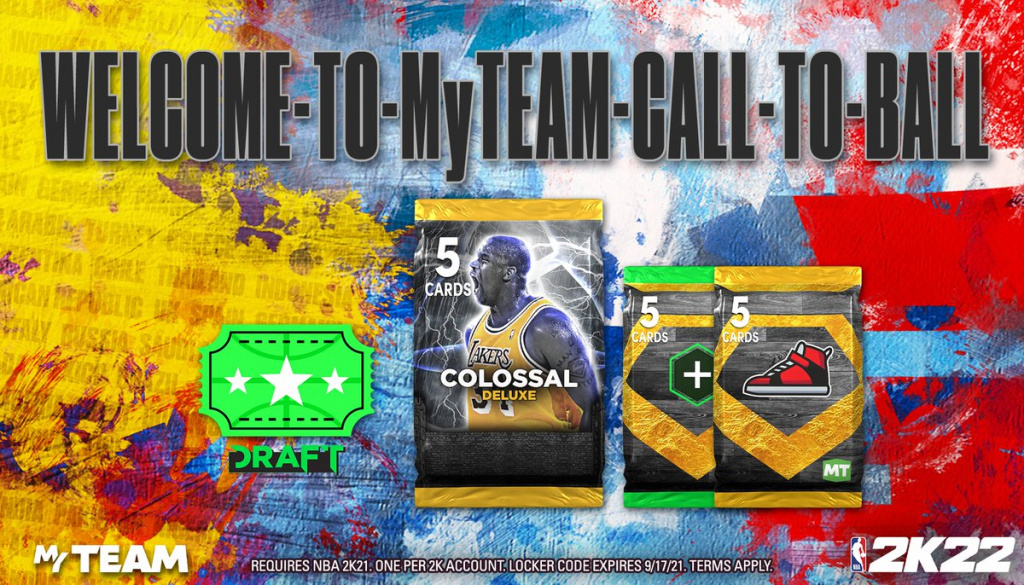 WELCOME-TO-MyTEAM-CALL-TO-BALL
5
CARDS
LAKERS
COLOSSAL
DELUXE
5
CARDS
+
5
CARDS
MT
DRAFT
MyTEAM
REQUIRES NBA 2K21. ONE PER 2K ACCOUNT. LOCKER CODE EXPIRES 9/17/21. TERMS APPLY.
2K22